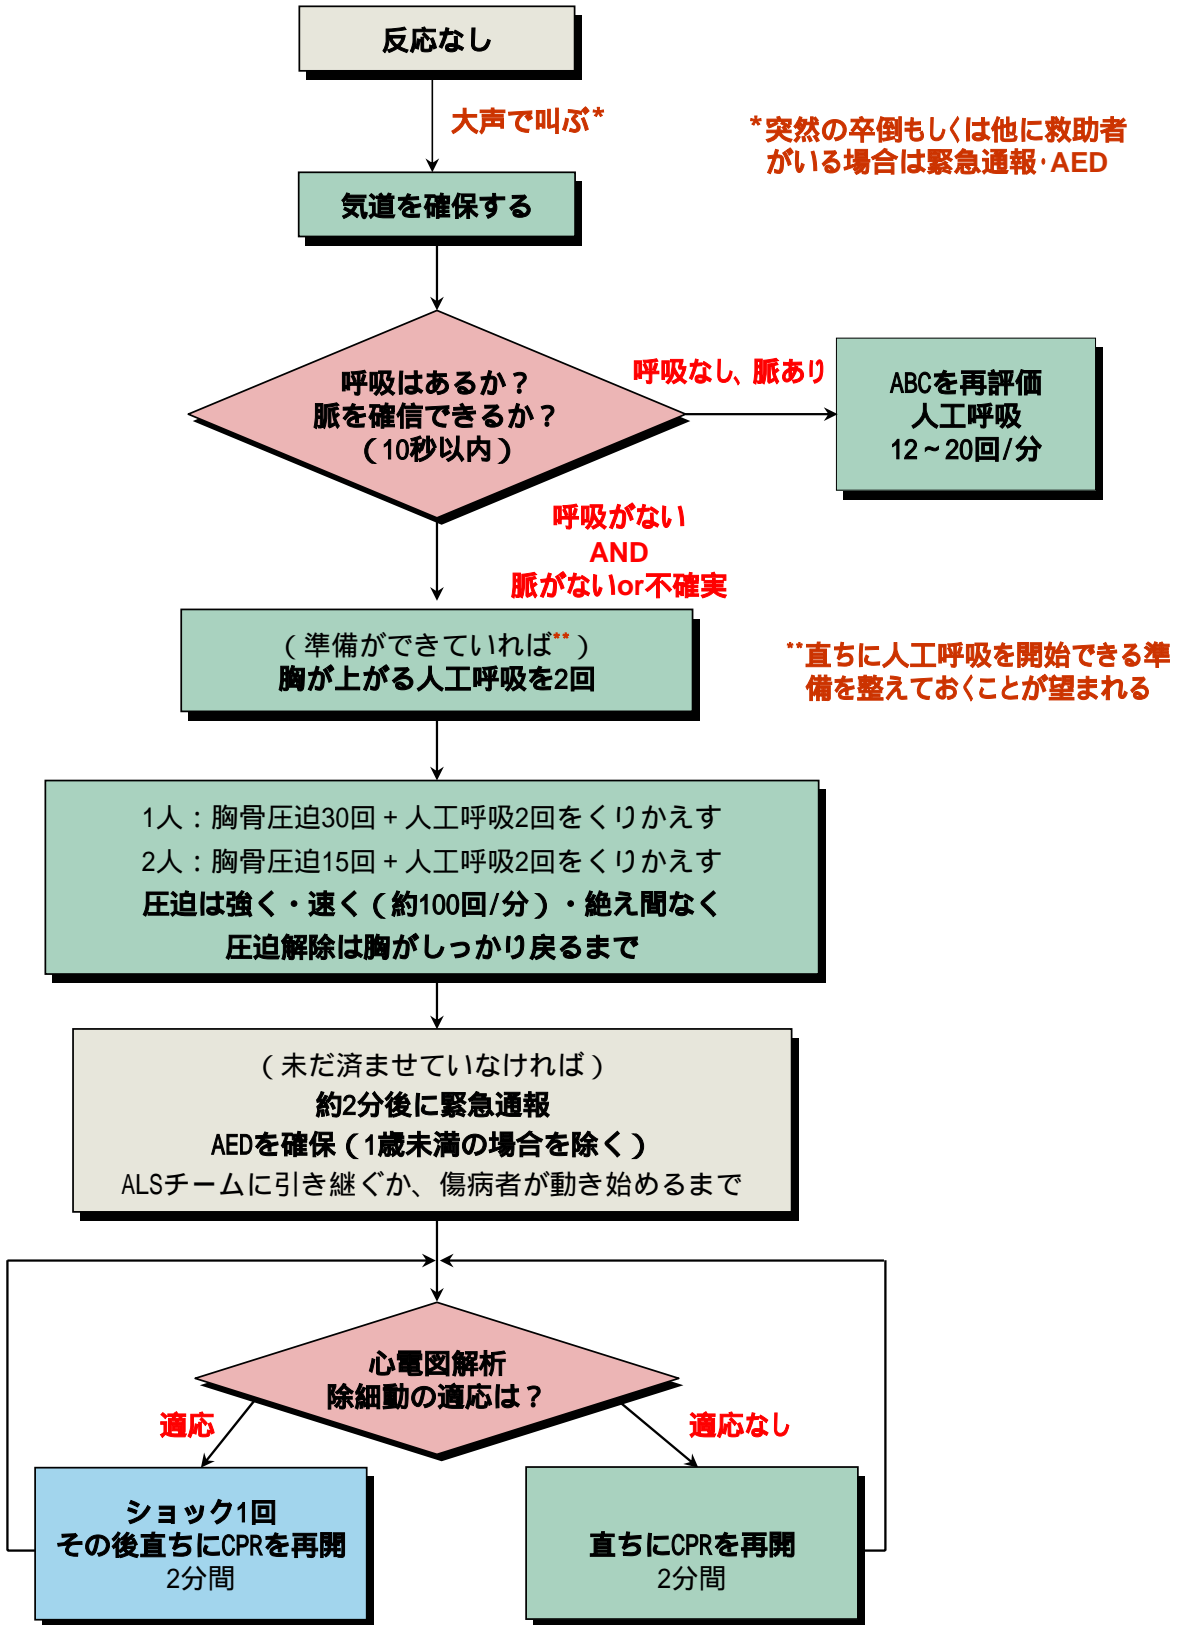 反応なし
大声で叫ぶ*
*突然の卒倒もしくは他に救助者
がいる場合は緊急通報・AED
気道を確保する
呼吸はあるか？
脈を確信できるか？
（10秒以内）
呼吸なし、脈あり
ABCを再評価
人工呼吸
12～20回/分
呼吸がない
AND
脈がないor不確実
（準備ができていれば**）
胸が上がる人工呼吸を2回
**直ちに人工呼吸を開始できる準
備を整えておくことが望まれる
1人：胸骨圧迫30回＋人工呼吸2回をくりかえす
2人：胸骨圧迫15回＋人工呼吸2回をくりかえす
圧迫は強く・速く（約100回/分）・絶え間なく
圧迫解除は胸がしっかり戻るまで
（未だ済ませていなければ）
約2分後に緊急通報
AEDを確保（1歳未満の場合を除く）
ALSチームに引き継ぐか、傷病者が動き始めるまで
心電図解析
除細動の適応は？
適応
適応なし
ショック1回
その後直ちにCPRを再開
2分間
直ちにCPRを再開
2分間